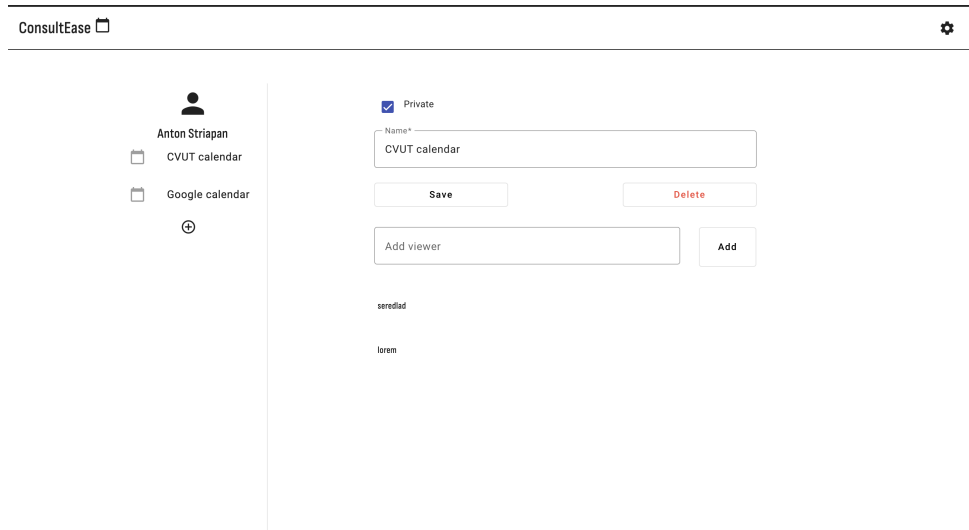 ConsultEase
Anton Striapan
CVUT calendar
Google calendar
Private
Name*
CVUT calendar
Save
Delete
Add viewer
Add
seredlad
lorem